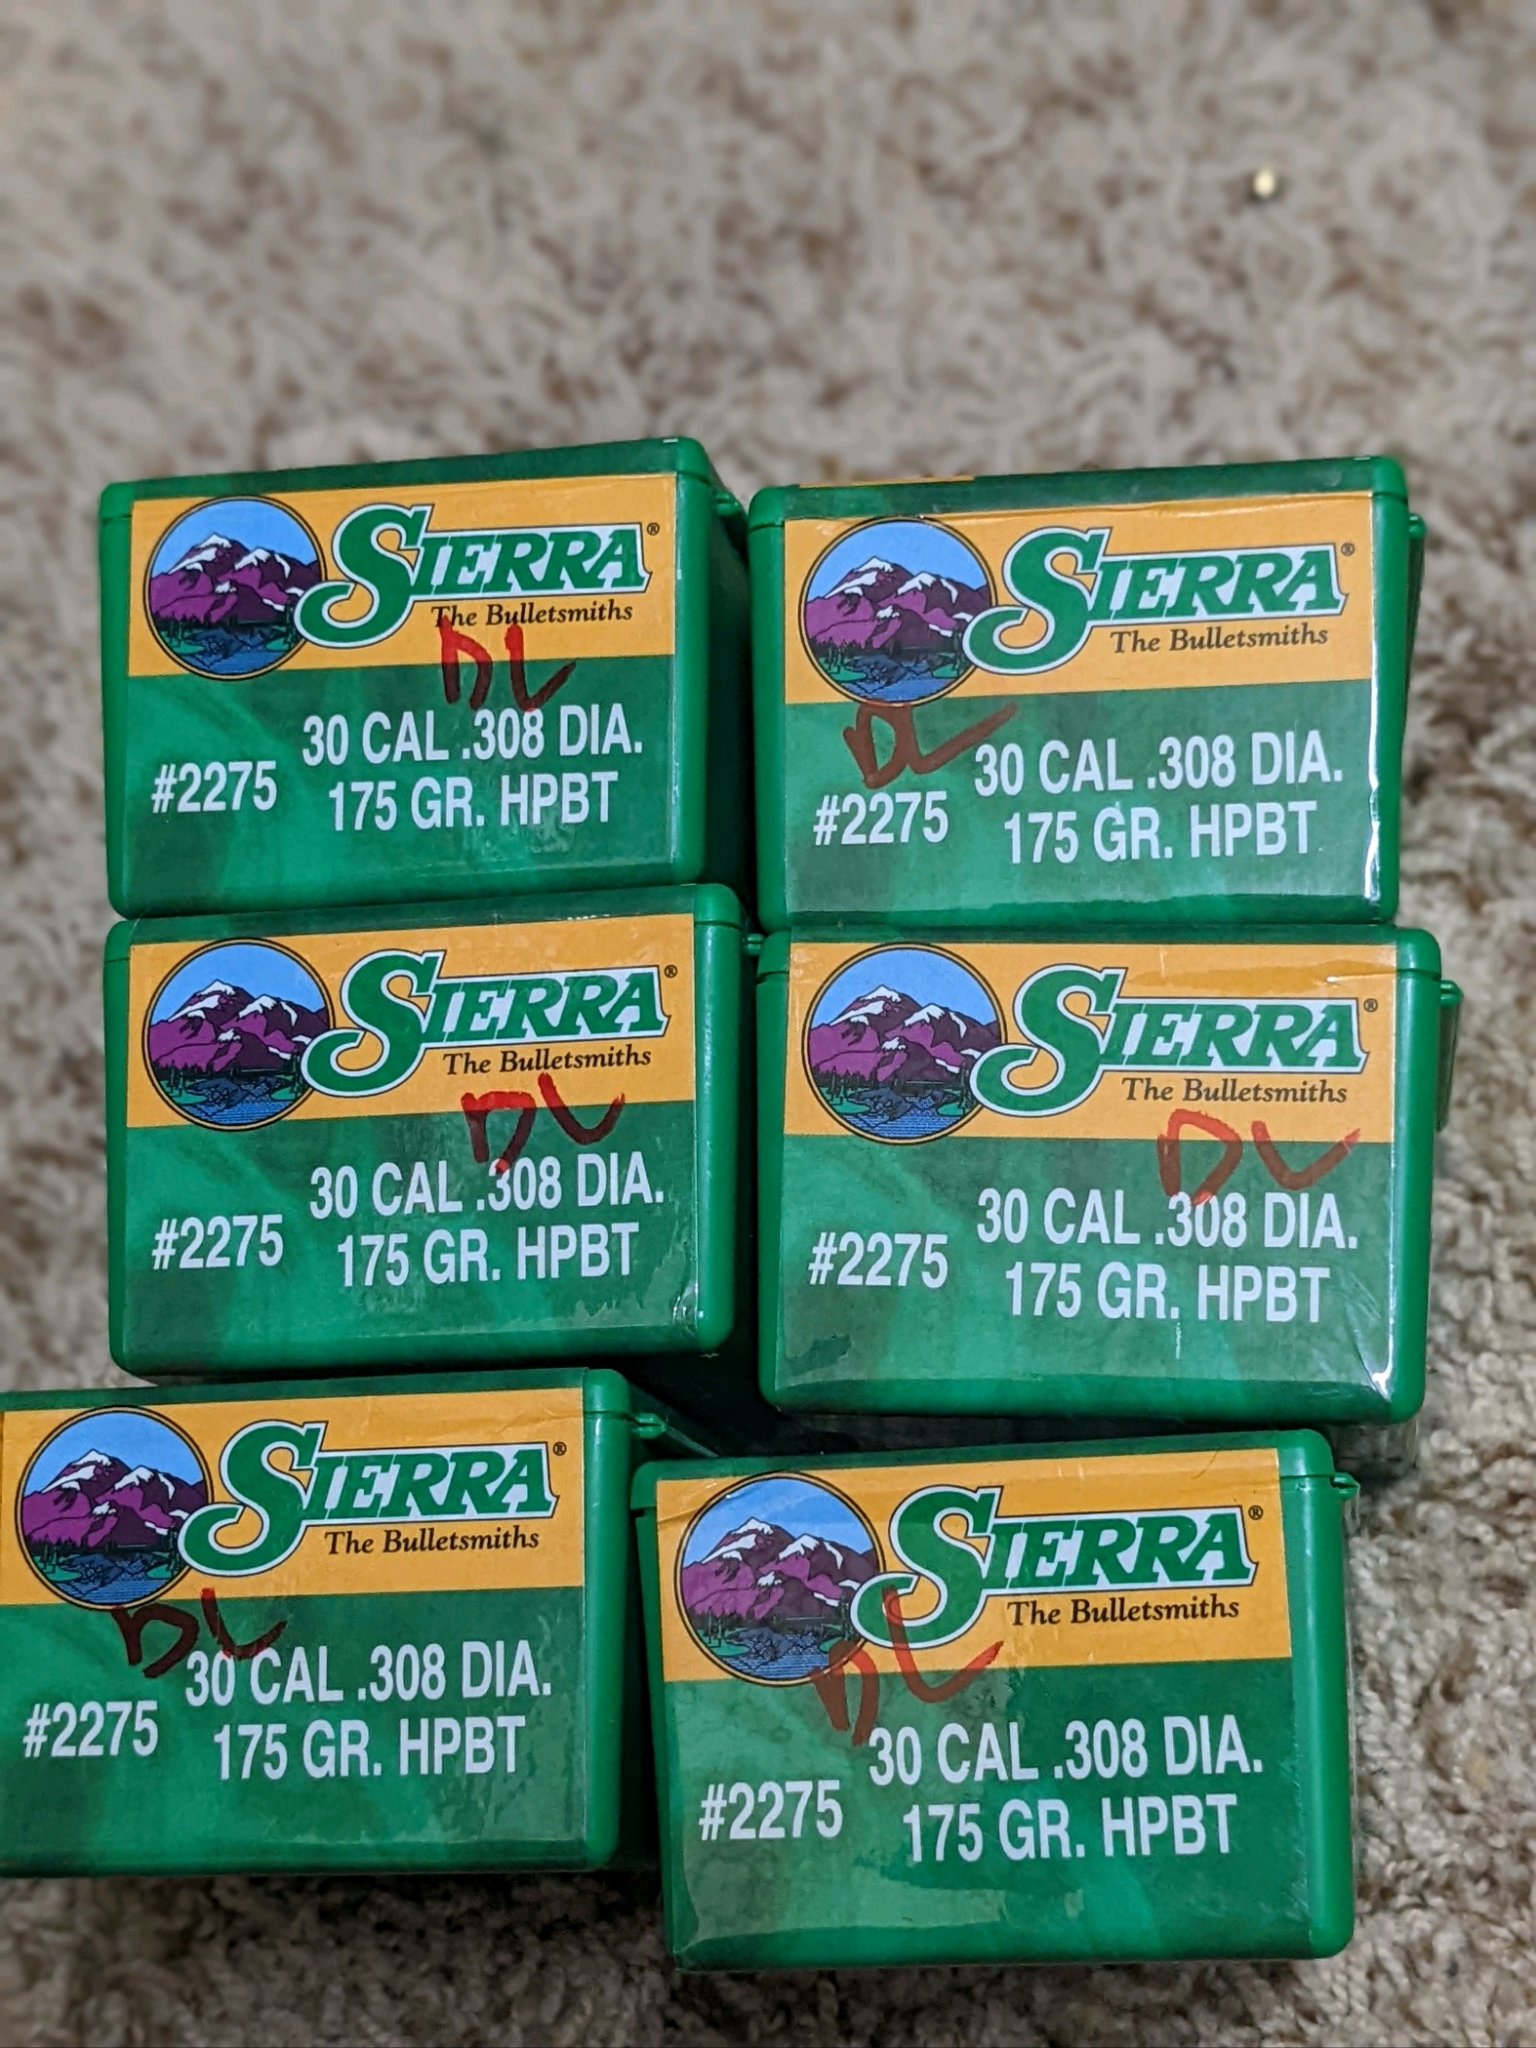 SIERRA®
The Bulletsmiths
DL
30 CAL .308 DIA.
#2275
175 GR. HPBT
SIERRA®
The Bulletsmiths
DL
30 CAL .308 DIA.
#2275
175 GR. HPBT
SIERRA®
The Bulletsmiths
DL
30 CAL .308 DIA.
#2275
175 GR. HPBT
SIERRA®
The Bulletsmiths
DL
30 CAL .308 DIA.
#2275
175 GR. HPBT
SIERRA®
The Bulletsmiths
DL
30 CAL .308 DIA.
#2275
175 GR. HPBT
SIERRA®
The Bulletsmiths
DL
30 CAL .308 DIA.
#2275
175 GR. HPBT